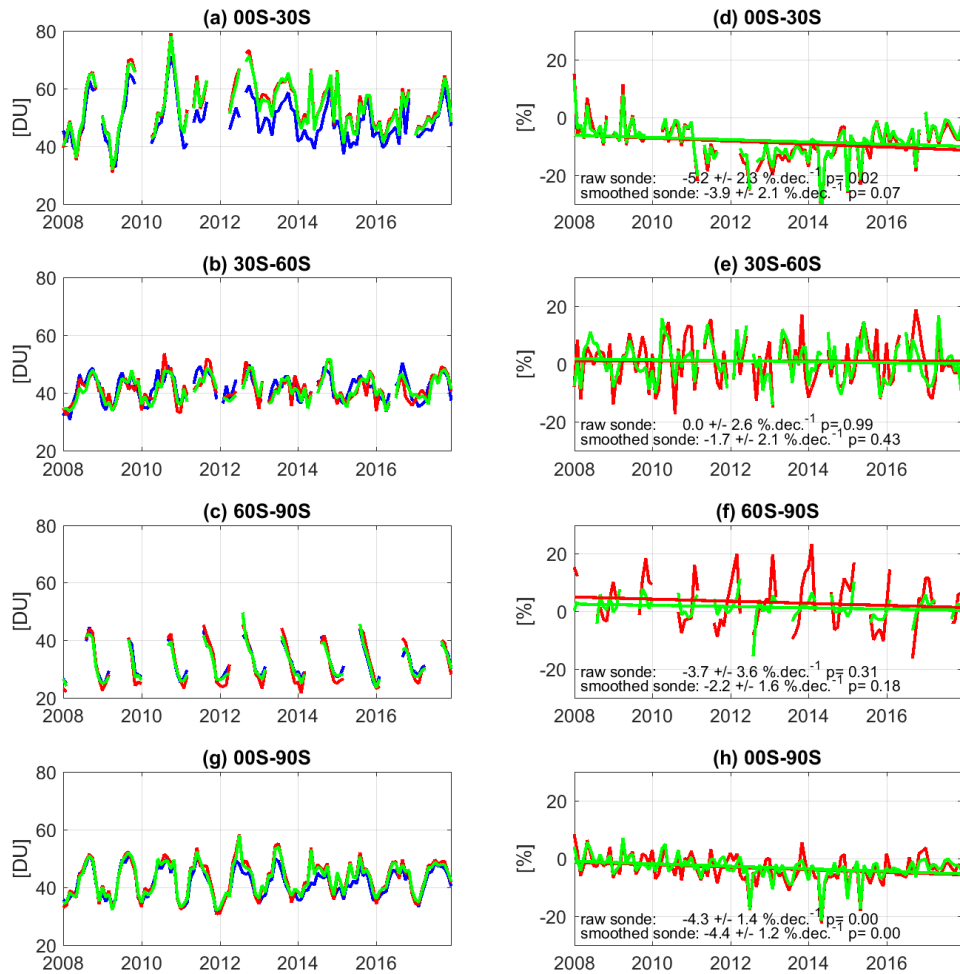 (a) 00S-30S
[DU]
80
60
40
20
2008 2010 2012 2014 2016
(d) 00S-30S
[%]
20
0
-20
raw sonde: -5.2 +/- 2.3 %.dec.-1 p= 0.02
smoothed sonde: -3.9 +/- 2.1 %.dec.-1 p= 0.07
2008 2010 2012 2014 2016
(b) 30S-60S
[DU]
80
60
40
20
2008 2010 2012 2014 2016
(e) 30S-60S
[%]
20
0
-20
raw sonde: 0.0 +/- 2.6 %.dec.-1 p= 0.99
smoothed sonde: -1.7 +/- 2.1 %.dec.-1 p= 0.43
2008 2010 2012 2014 2016
(c) 60S-90S
[DU]
80
60
40
20
2008 2010 2012 2014 2016
(f) 60S-90S
[%]
20
0
-20
raw sonde: -3.7 +/- 3.6 %.dec.-1 p= 0.31
smoothed sonde: -2.2 +/- 1.6 %.dec.-1 p= 0.18
2008 2010 2012 2014 2016
(g) 00S-90S
[DU]
80
60
40
20
2008 2010 2012 2014 2016
(h) 00S-90S
[%]
20
0
-20
raw sonde: -4.3 +/- 1.4 %.dec.-1 p= 0.00
smoothed sonde: -4.4 +/- 1.2 %.dec.-1 p= 0.00
2008 2010 2012 2014 2016